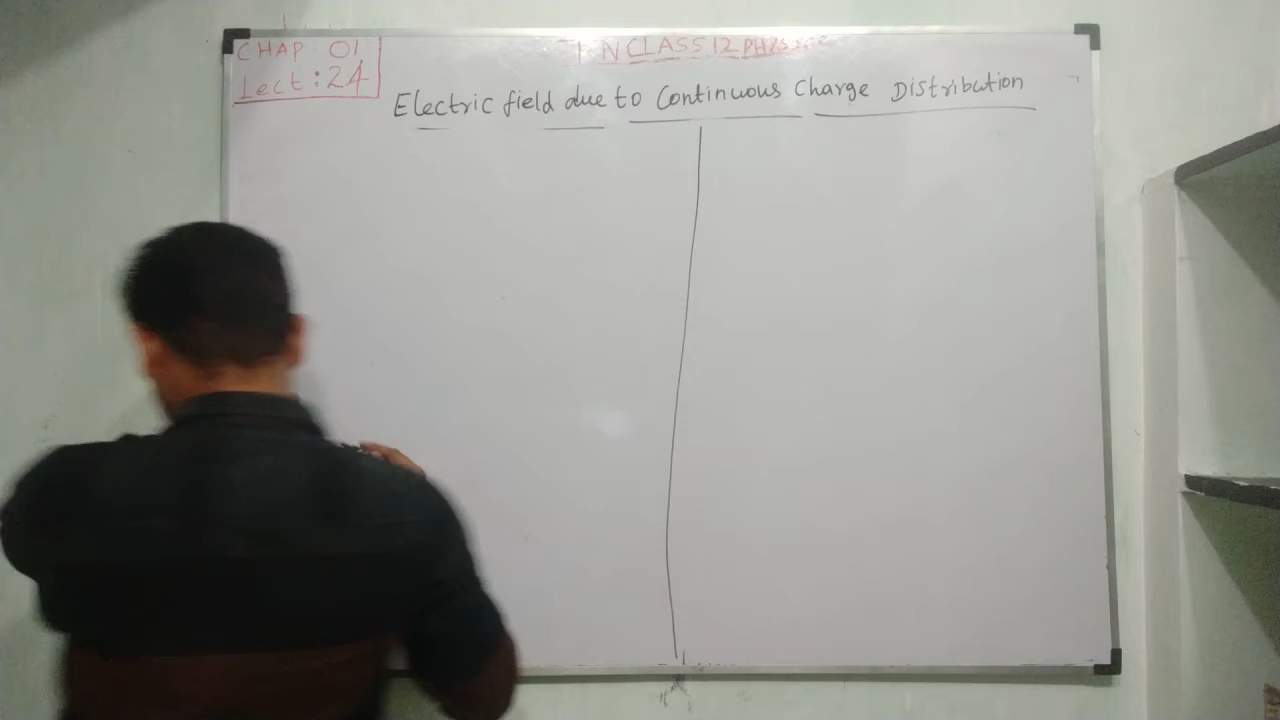 CHAP: 01
Lect:24
N CLASS 12 PHYSICS
Electric field due to Continuous Charge Distribution